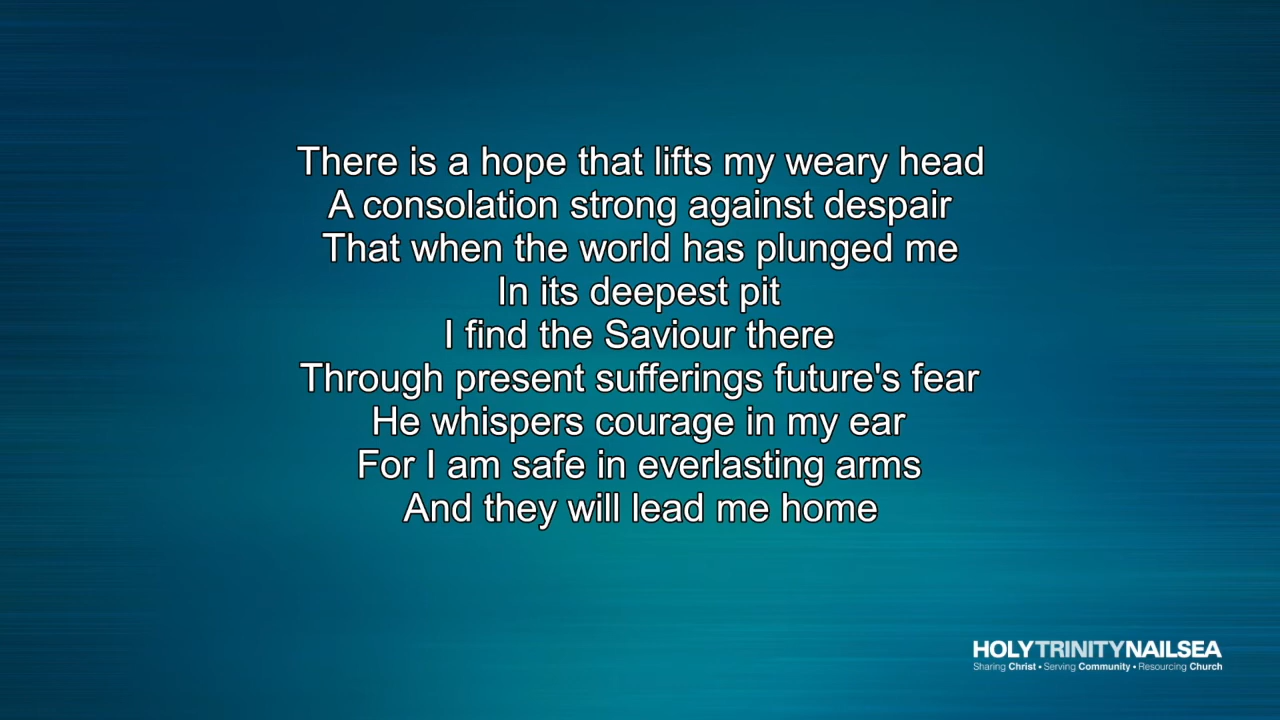 There is a hope that lifts my weary head
A consolation strong against despair
That when the world has plunged me
In its deepest pit
I find the Saviour there
Through present sufferings future's fear
He whispers courage in my ear
For I am safe in everlasting arms
And they will lead me home
HOLYTRINITYNAILSEA
Sharing Christ • Serving Community • Resourcing Church